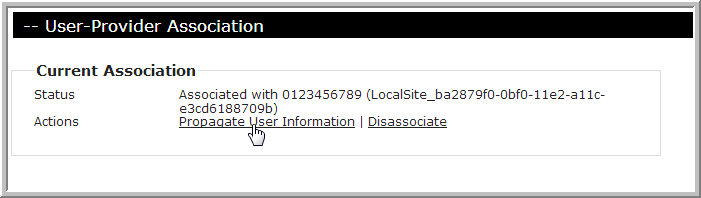 -- User-Provider Association
Current Association
Status Associated with 0123456789 (LocalSite_ba2879f0-0bf0-11e2-a11c-
e3cd6188709b)
Actions Propagate User Information | Disassociate